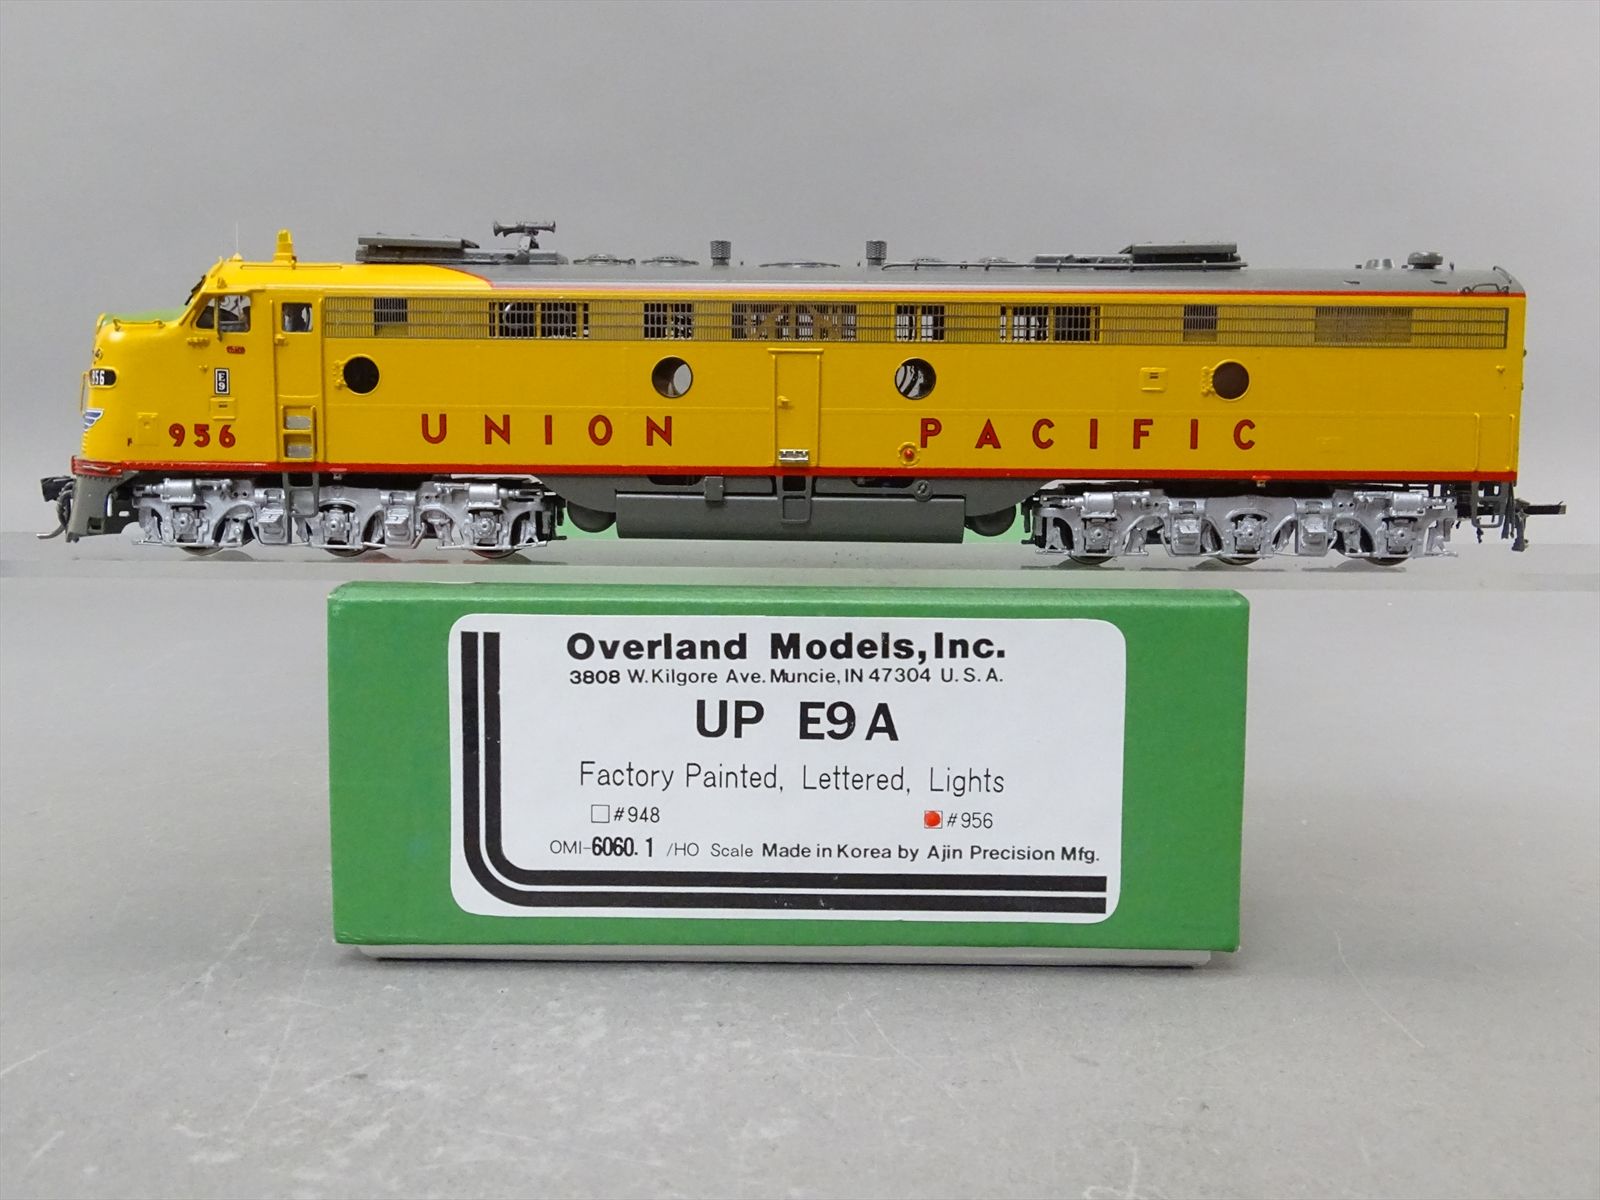 956
E9
956
UNION PACIFIC
F
Overland Models, Inc.
3808 W. Kilgore Ave. Muncie, IN 47304 U.S.A.
UP E9A
Factory Painted, Lettered, Lights
#948 #956
OMI-6060.1 /HO Scale Made in Korea by Ajin Precision Mfg.